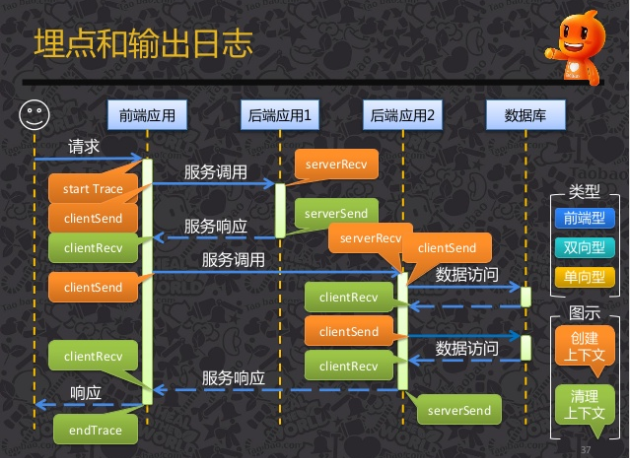 埋点和输出日志
前端应用
后端应用1
后端应用2
数据库
请求
服务调用
serverRecv
start Trace
clientSend
服务响应
serverSend
clientRecv
serverRecv
clientSend
服务调用
clientSend
数据访问
clientRecv
clientSend
数据访问
clientRecv
clientRecv
服务响应
响应
serverSend
endTrace
类型
前端型
双向型
单向型
图示
创建
上下文
清理
上下文
37